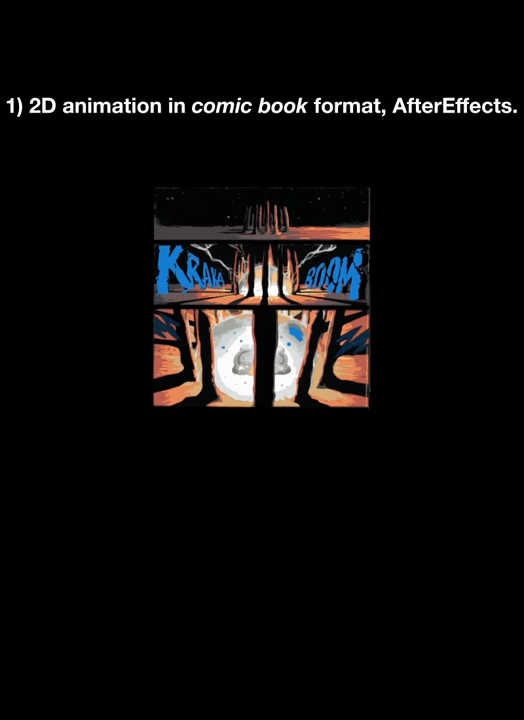 1) 2D animation in comic book format, AfterEffects.
KRAKA BOOM